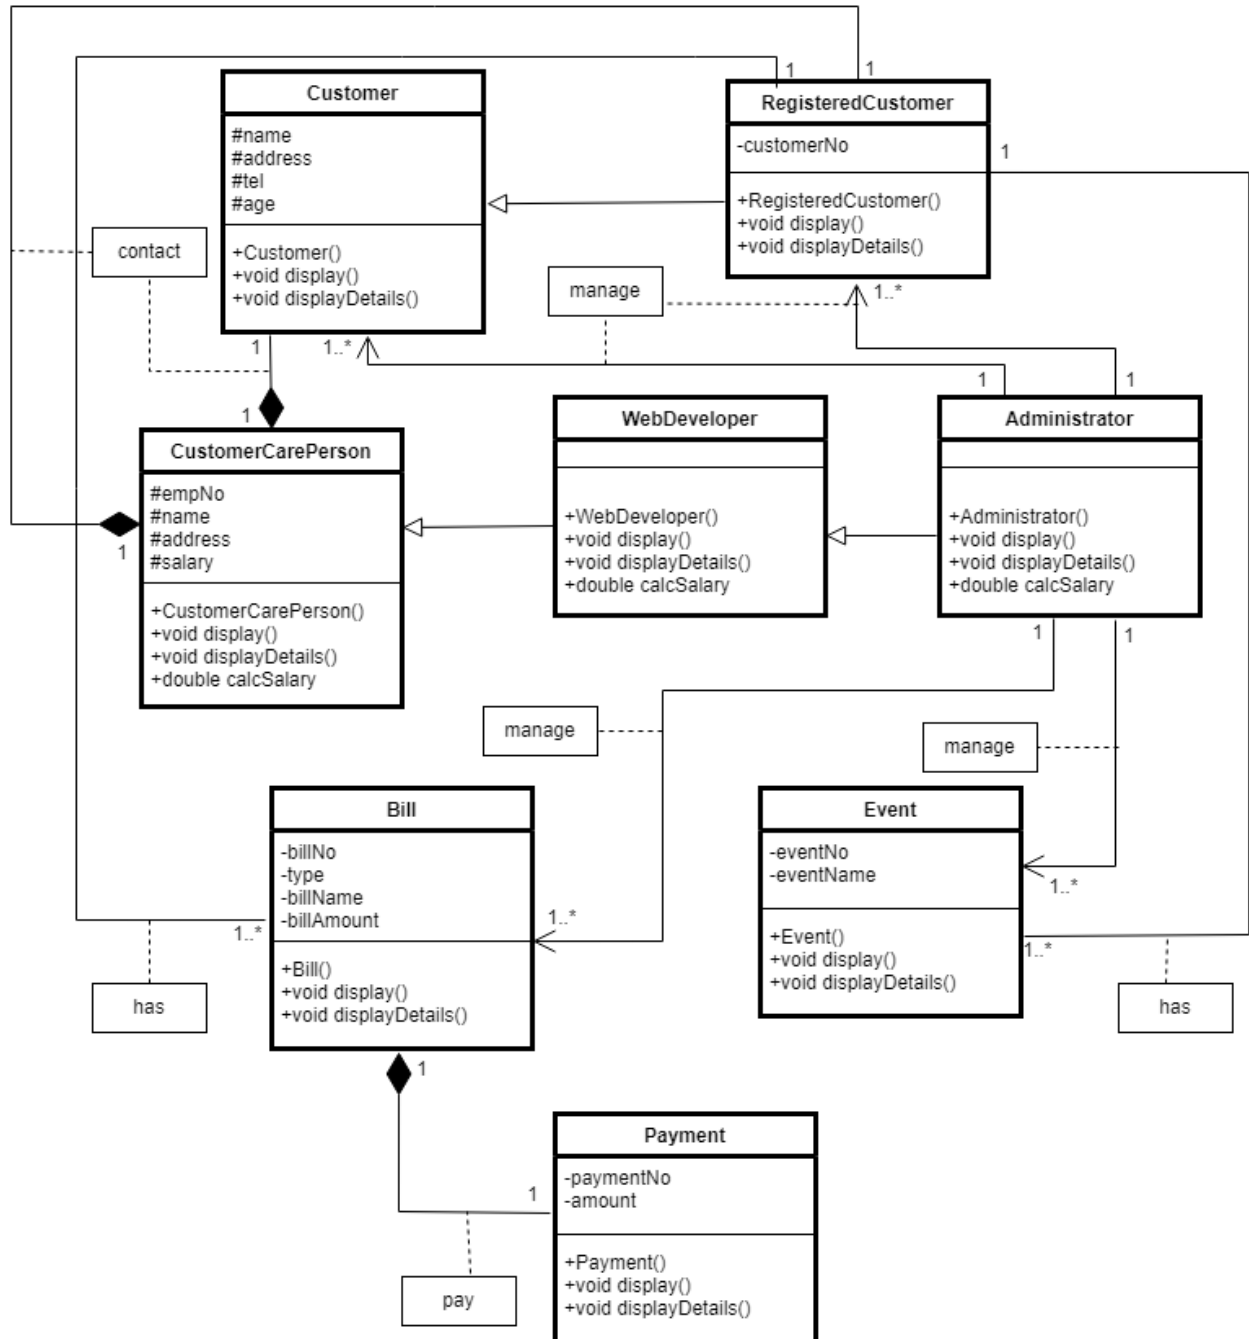 1
1
Customer
#name
#address
#tel
#age
+Customer()
+void display()
+void displayDetails()
RegisteredCustomer
-customerNo
+RegisteredCustomer()
+void display()
+void displayDetails()
1
contact
manage
1..*
1
1..*
1
1
1
CustomerCarePerson
#empNo
#name
#address
#salary
+CustomerCarePerson()
+void display()
+void displayDetails()
+double calcSalary
1
WebDeveloper
+WebDeveloper()
+void display()
+void displayDetails()
+double calcSalary
Administrator
+Administrator()
+void display()
+void displayDetails()
+double calcSalary
1
1
manage
manage
Bill
-billNo
-type
-billName
-billAmount
+Bill()
+void display()
+void displayDetails()
1..*
1..*
Event
-eventNo
-eventName
+Event()
+void display()
+void displayDetails()
1..*
1..*
has
has
1
1
Payment
-paymentNo
-amount
+Payment()
+void display()
+void displayDetails()
pay